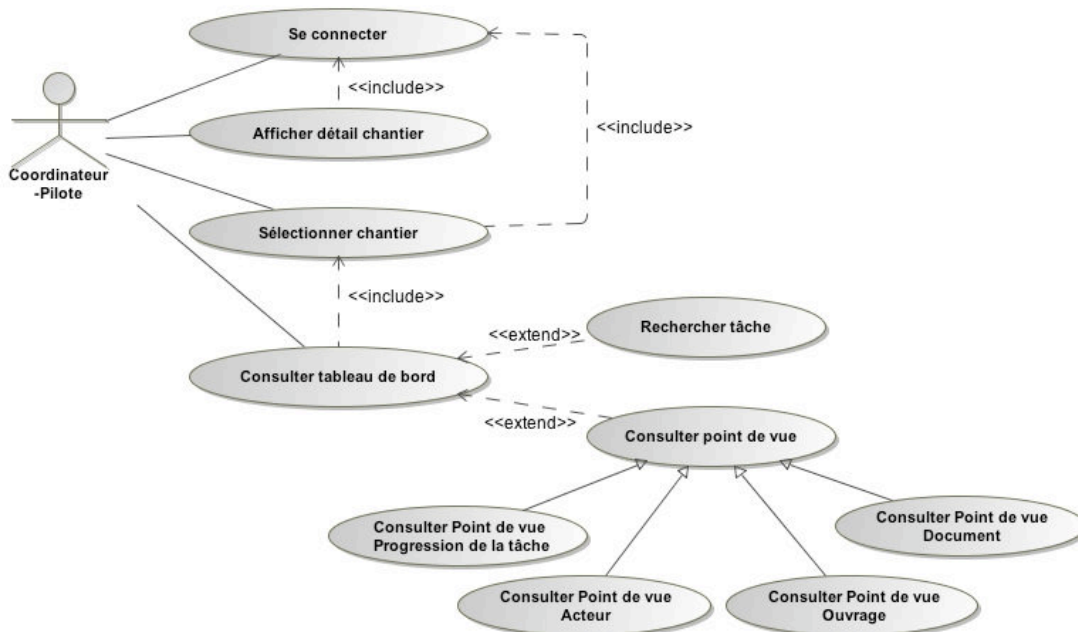 Se connecter
<<include>>
Afficher détail chantier
<<include>>
Coordinateur
-Pilote
Sélectionner chantier
<<include>>
Rechercher tâche
<<extend>>
Consulter tableau de bord
<<extend>>
Consulter point de vue
Consulter Point de vue
Progression de la tâche
Consulter Point de vue
Document
Consulter Point de vue
Acteur
Consulter Point de vue
Ouvrage